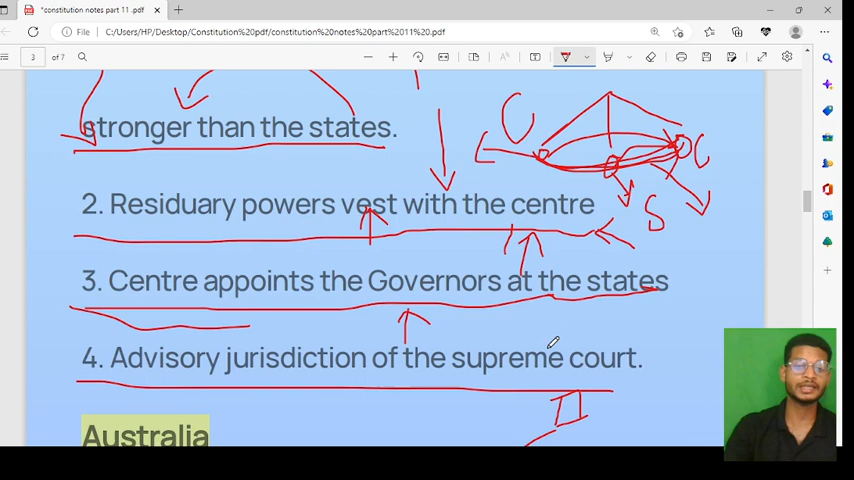 *constitution notes part 11 .pdf
File
C:/Users/HP/Desktop/Constitution%20pdf/constitution%20notes%20part%2011%20.pdf
3 of 7
stronger than the states.
C
C
2. Residuary powers vest with the centre
S
3. Centre appoints the Governors at the states
4. Advisory jurisdiction of the supreme court.
II
Australia